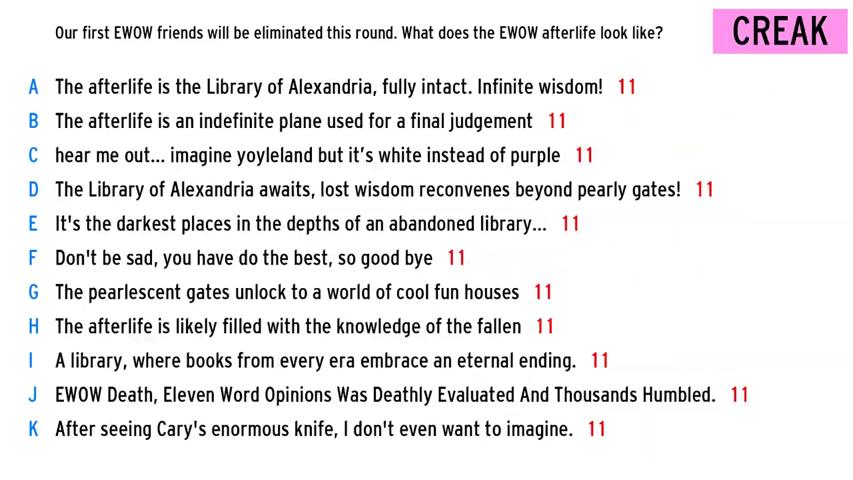 Our first EWOW friends will be eliminated this round. What does the EWOW afterlife look like?
CREAK
A The afterlife is the Library of Alexandria, fully intact. Infinite wisdom! 11
B The afterlife is an indefinite plane used for a final judgement 11
C hear me out... imagine yoyleland but it’s white instead of purple 11
D The Library of Alexandria awaits, lost wisdom reconvenes beyond pearly gates! 11
E It's the darkest places in the depths of an abandoned library... 11
F Don't be sad, you have do the best, so good bye 11
G The pearlescent gates unlock to a world of cool fun houses 11
H The afterlife is likely filled with the knowledge of the fallen 11
I A library, where books from every era embrace an eternal ending. 11
J EWOW Death, Eleven Word Opinions Was Deathly Evaluated And Thousands Humbled. 11
K After seeing Cary's enormous knife, I don't even want to imagine. 11